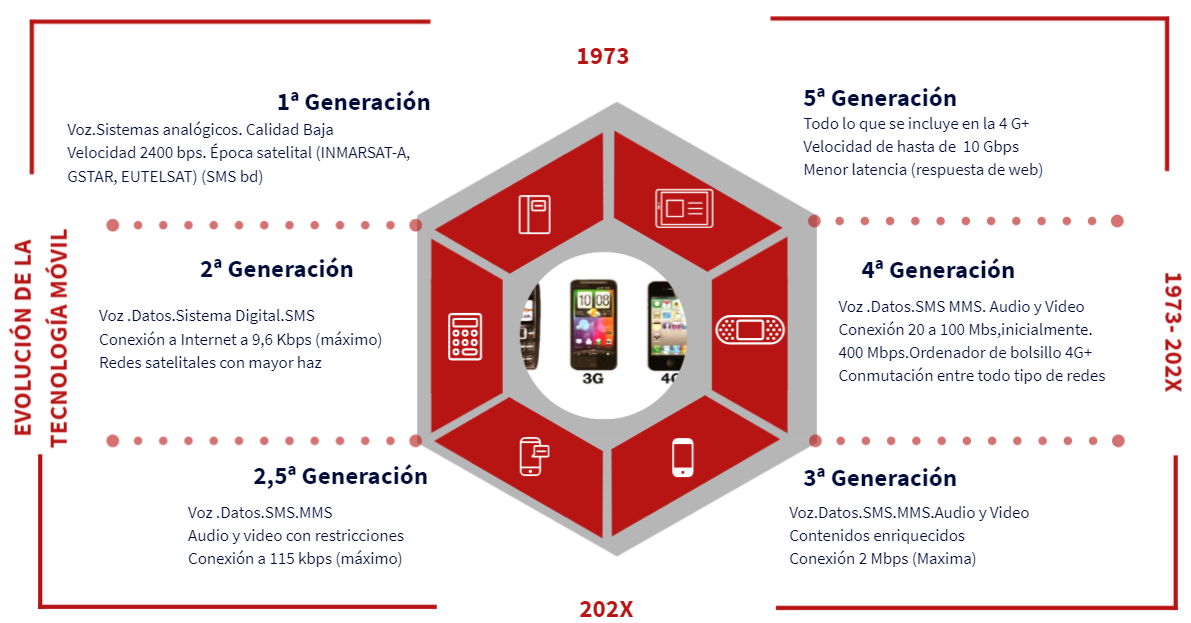 1973
1ª Generación
Voz.Sistemas analógicos. Calidad Baja
Velocidad 2400 bps. Época satelital (INMARSAT-A,
GSTAR, EUTELSAT) (SMS bd)
2ª Generación
Voz .Datos.Sistema Digital.SMS
Conexión a Internet a 9,6 Kbps (máximo)
Redes satelitales con mayor haz
2,5ª Generación
Voz .Datos.SMS.MMS
Audio y video con restricciones
Conexión a 115 kbps (máximo)
5ª Generación
Todo lo que se incluye en la 4 G+
Velocidad de hasta de 10 Gbps
Menor latencia (respuesta de web)
4ª Generación
Voz .Datos.SMS MMS. Audio y Video
Conexión 20 a 100 Mbs,inicialmente.
400 Mbps.Ordenador de bolsillo 4G+
Conmutación entre todo tipo de redes
3ª Generación
Voz.Datos.SMS.MMS.Audio y Video
Contenidos enriquecidos
Conexión 2 Mbps (Maxima)
EVOLUCIÓN DE LA
TECNOLOGÍA MÓVIL
1973- 202X
10 08
3G
4G
202X